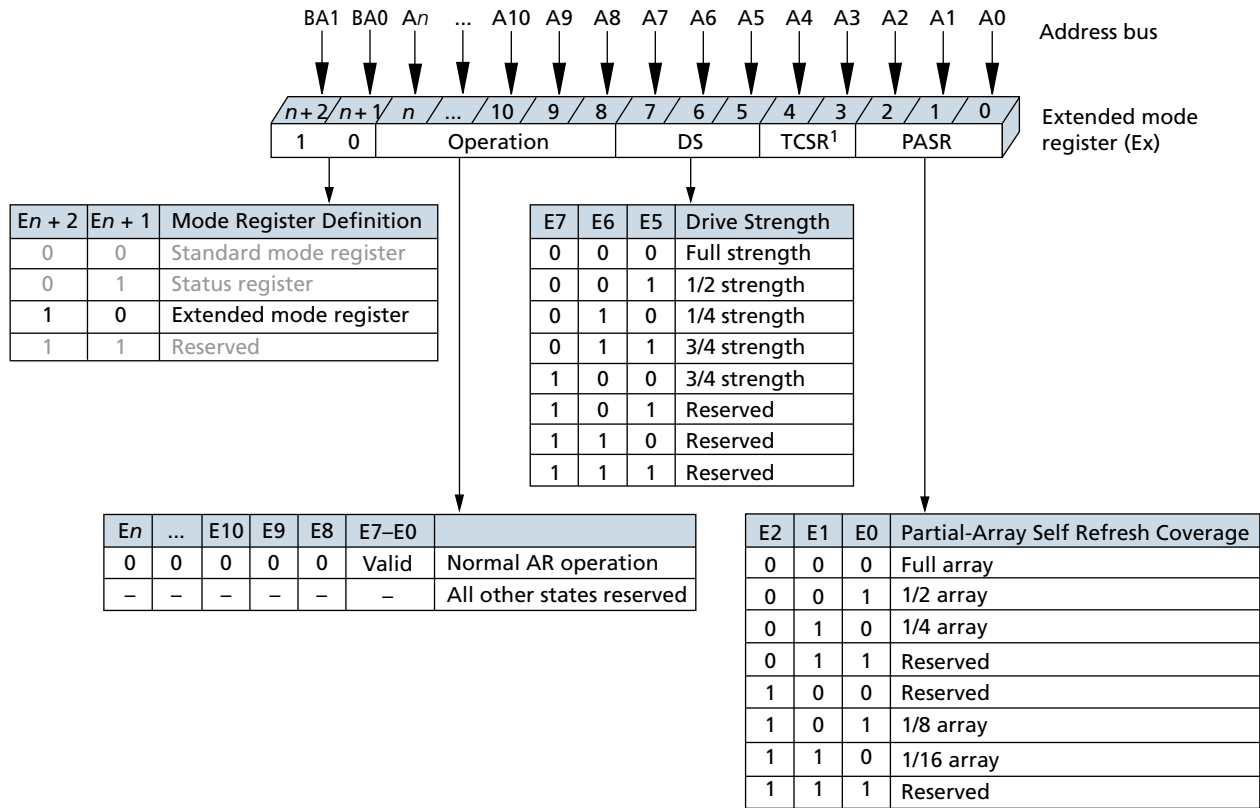 BA1 BA0 An ... A10 A9 A8 A7 A6 A5 A4 A3 A2 A1 A0 Address bus
n + 2 n + 1 n ... 10 9 8 7 6 5 4 3 2 1 0
Extended mode
register (Ex)
1 0 Operation DS TCSR1 PASR
En + 2 En + 1 Mode Register Definition
0 0 Standard mode register
0 1 Status register
1 0 Extended mode register
1 1 Reserved
E7 E6 E5 Drive Strength
0 0 0 Full strength
0 0 1 1/2 strength
0 1 0 1/4 strength
0 1 1 3/4 strength
1 0 0 3/4 strength
1 0 1 Reserved
1 1 0 Reserved
1 1 1 Reserved
En ... E10 E9 E8 E7–E0
0 0 0 0 0 Valid Normal AR operation
– – – – – – All other states reserved
E2 E1 E0 Partial-Array Self Refresh Coverage
0 0 0 Full array
0 0 1 1/2 array
0 1 0 1/4 array
0 1 1 Reserved
1 0 0 Reserved
1 0 1 1/8 array
1 1 0 1/16 array
1 1 1 Reserved